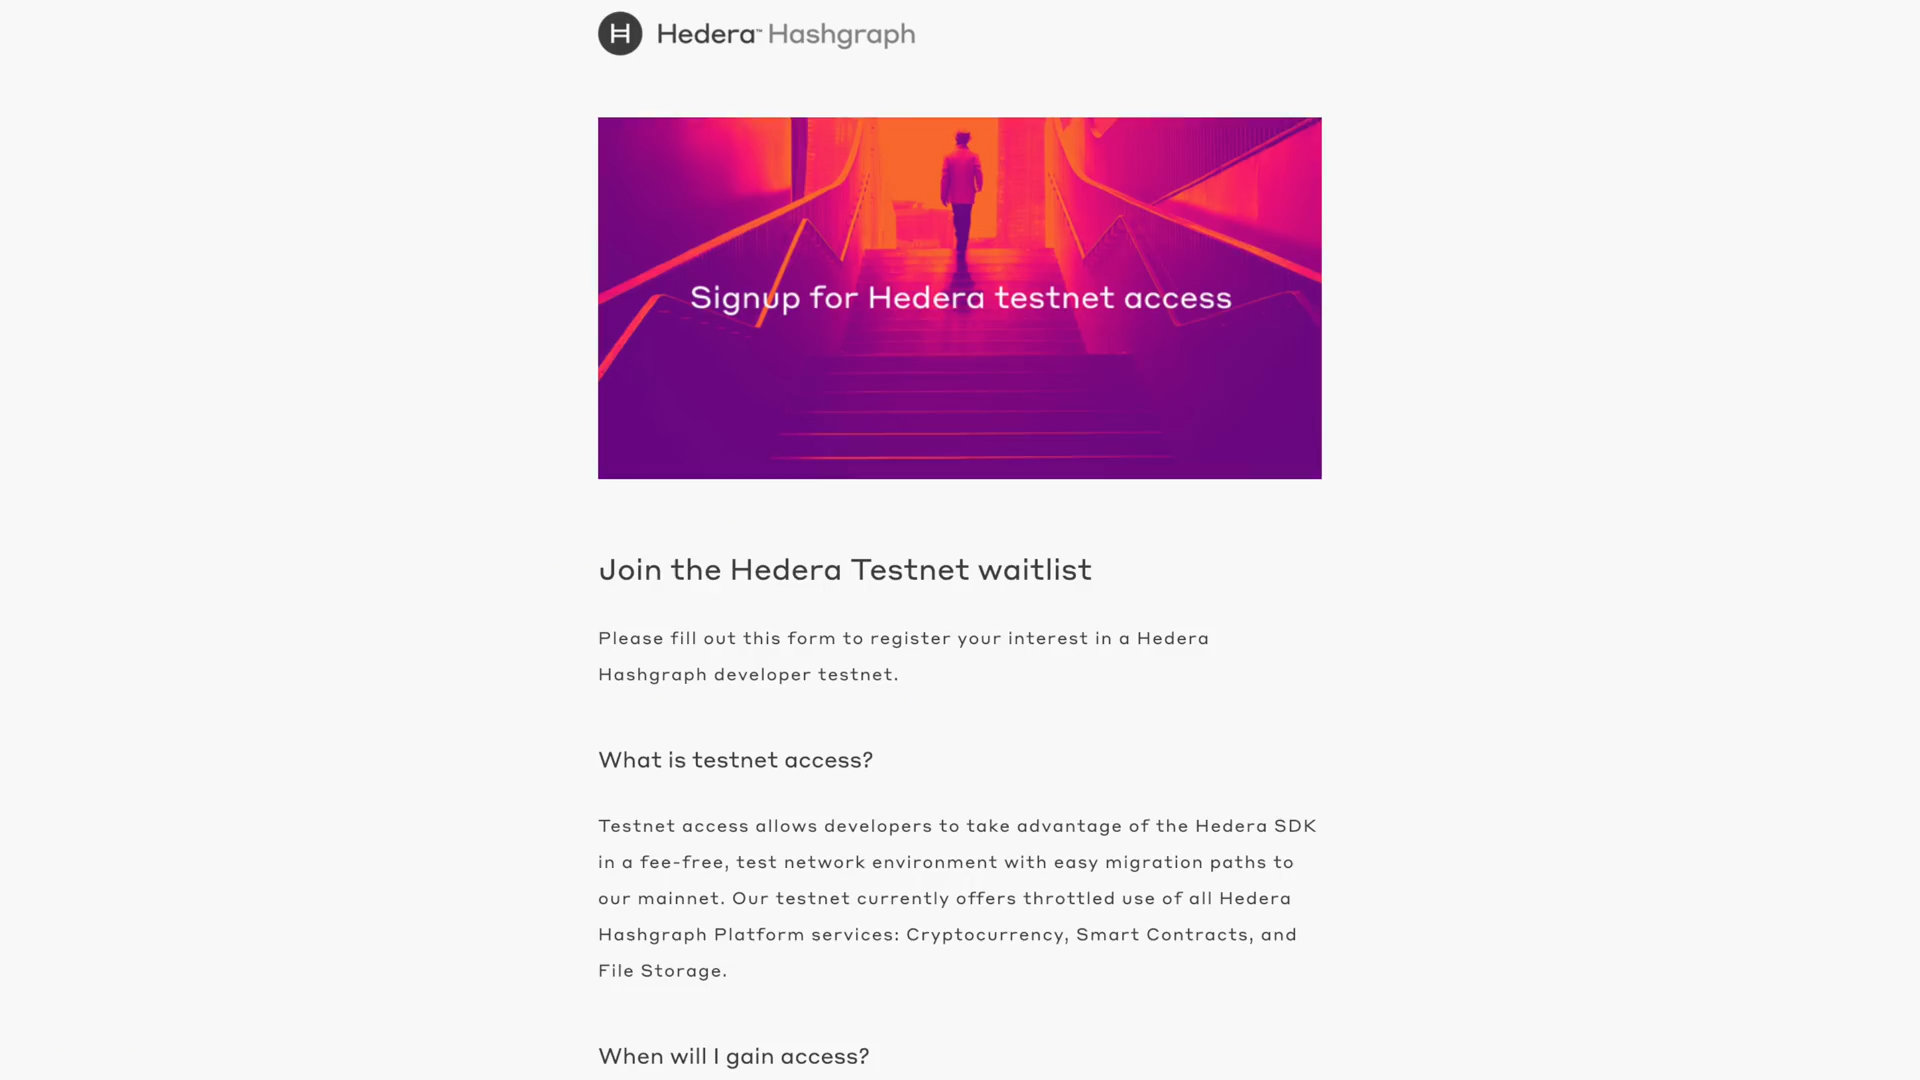 Hedera™ Hashgraph
Signup for Hedera testnet access
Join the Hedera Testnet waitlist
Please fill out this form to register your interest in a Hedera
Hashgraph developer testnet.
What is testnet access?
Testnet access allows developers to take advantage of the Hedera SDK
in a fee-free, test network environment with easy migration paths to
our mainnet. Our testnet currently offers throttled use of all Hedera
Hashgraph Platform services: Cryptocurrency, Smart Contracts, and
File Storage.
When will I gain access?